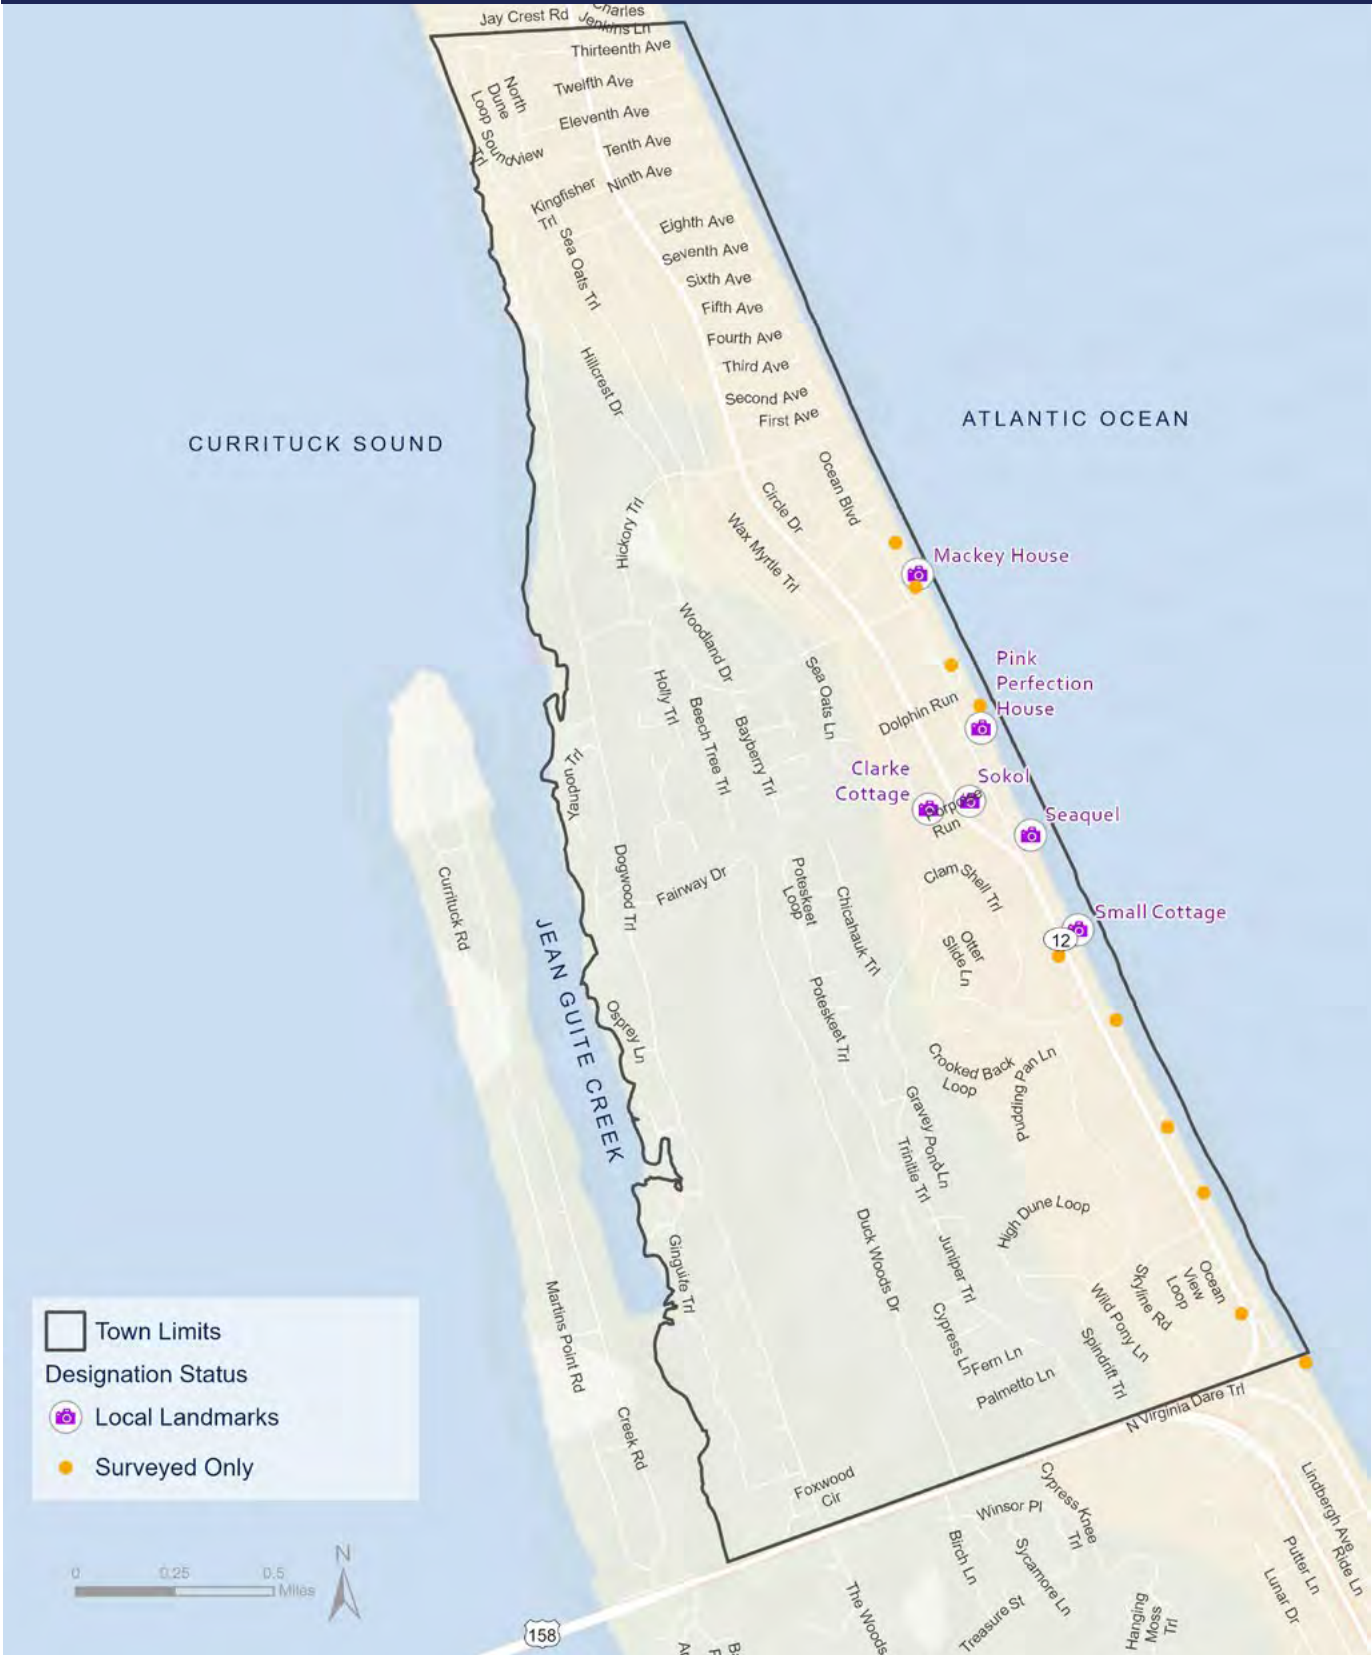 Jay Crest Rd
Charles
Jenkins Ln
Thirteenth Ave
Twelfth Ave
North
Dune
Loop
Trl
Eleventh Ave
Soundview
Tenth Ave
Ninth Ave
Kingfisher
Trl
Eighth Ave
Sea Oats Trl
Seventh Ave
Sixth Ave
Fifth Ave
Fourth Ave
Hillcrest Dr
Third Ave
Second Ave
First Ave
ATLANTIC OCEAN
CURRITUCK SOUND
Ocean Blvd
Circle Dr
Hickory Trl
Wax Myrtle Trl
Mackey House
Woodland Dr
Pink
Perfection
House
Sea Oats Ln
Holly Trl
Beech Tree Trl
Bayberry Trl
Dolphin Run
Yaupon Trl
Clarke
Cottage
Sokol
Porpoise
Run
Seaquel
Dogwood Trl
Fairway Dr
Poteskeet
Loop
Chicahauk Trl
Clam Shell Trl
Currituck Rd
Small Cottage
12
Otter
Slide Ln
JEAN GUITE CREEK
Osprey Ln
Poteskeet Trl
Crooked Back
Loop
Pudding Pan Ln
Gravey Pond Ln
Trinitie Trl
High Dune Loop
Duck Woods Dr
Juniper Trl
Ginguite Trl
Martins Point Rd
Ocean
View
Loop
Skyline Rd
Wild Pony Ln
Spindrift Trl
Cypress Ln
Fern Ln
Palmetto Ln
N Virginia Dare Trl
Creek Rd
Foxwood
Cir
Town Limits
Designation Status
Local Landmarks
Surveyed Only
0
0.25
0.5
Miles
N
158
Winsor Pl
Cypress Knee
Trl
Birch Ln
Sycamore Ln
Treasure St
The Woods
Hanging
Moss
Trl
Lindbergh Ave
Ride Ln
Putter Ln
Lunar Dr